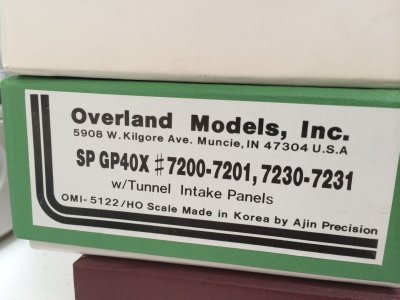 Overland Models, Inc.
5908 W. Kilgore Ave. Muncie, IN 47304 U.S.A
SP GP40X #7200-7201, 7230-7231
w/Tunnel Intake Panels
OMI-5122/HO Scale Made in Korea by Ajin Precision